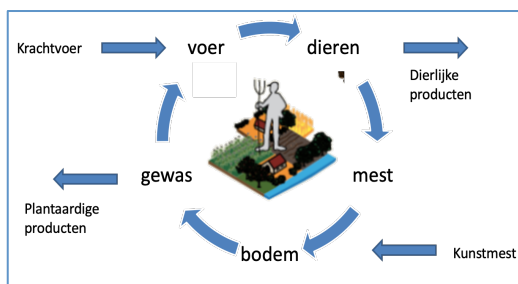 Krachtvoer
voer
dieren
Dierlijke
producten
gewas
mest
Plantaardige
producten
bodem
Kunstmest